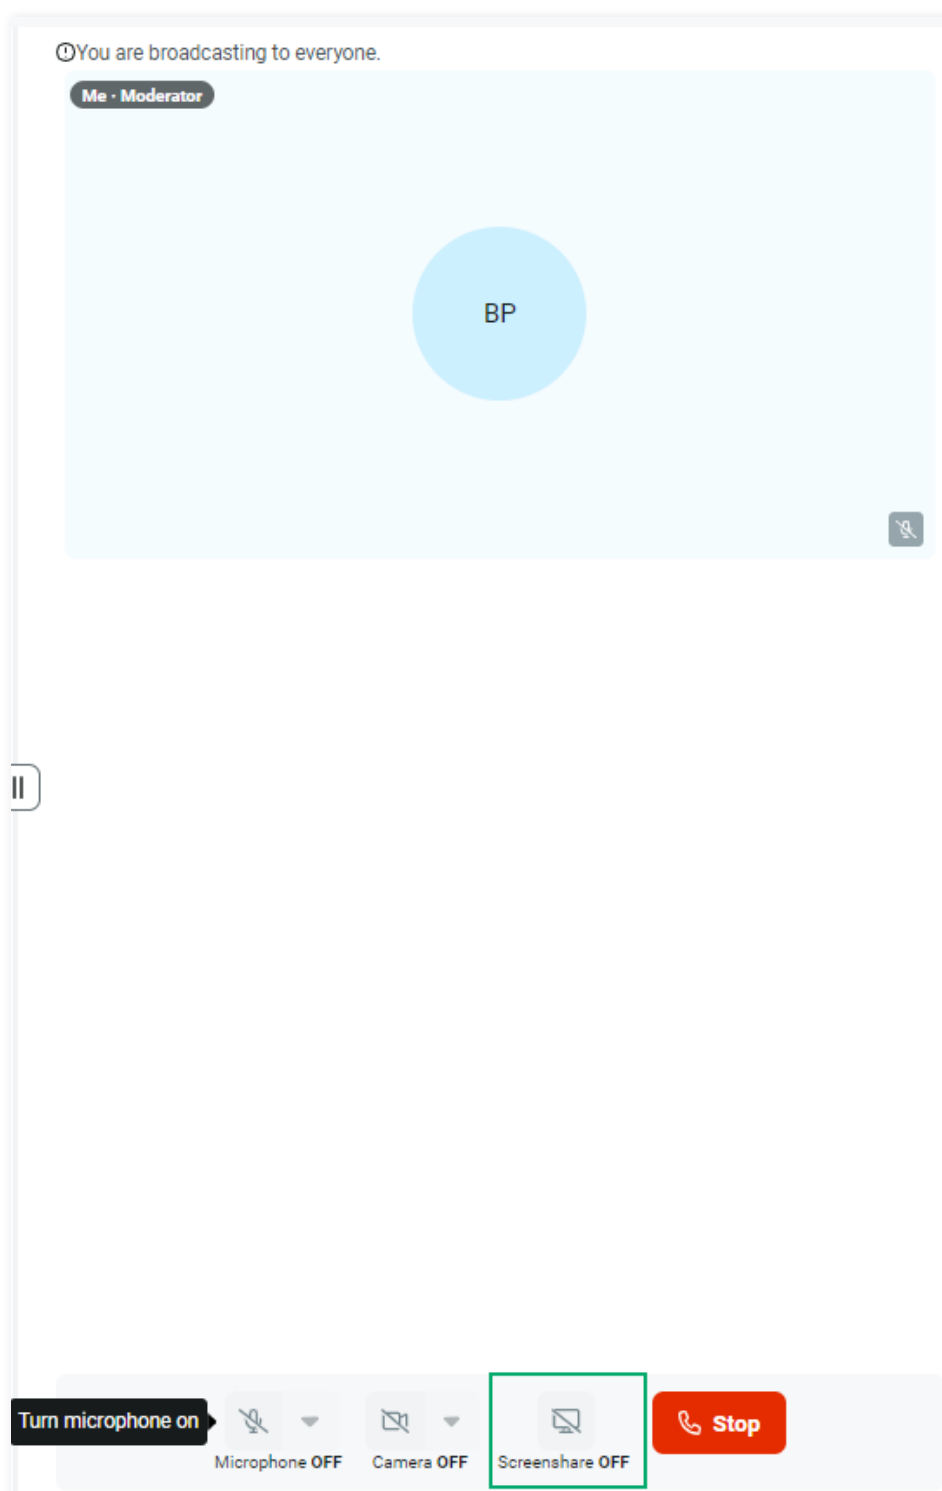 You are broadcasting to everyone.
Me · Moderator
BP
Turn microphone on
Microphone OFF
Camera OFF
Screenshare OFF
Stop